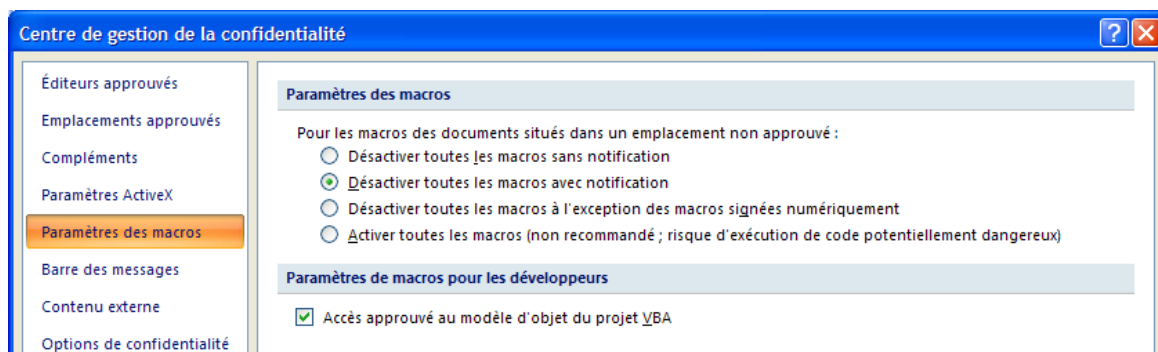 Centre de gestion de la confidentialité
Éditeurs approuvés
Emplacements approuvés
Compléments
Paramètres ActiveX
Paramètres des macros
Barre des messages
Contenu externe
Options de confidentialité
Paramètres des macros
Pour les macros des documents situés dans un emplacement non approuvé :
Désactiver toutes les macros sans notification
Désactiver toutes les macros avec notification
Désactiver toutes les macros à l'exception des macros signées numériquement
Activer toutes les macros (non recommandé ; risque d'exécution de code potentiellement dangereux)
Paramètres de macros pour les développeurs
Accès approuvé au modèle d'objet du projet VBA